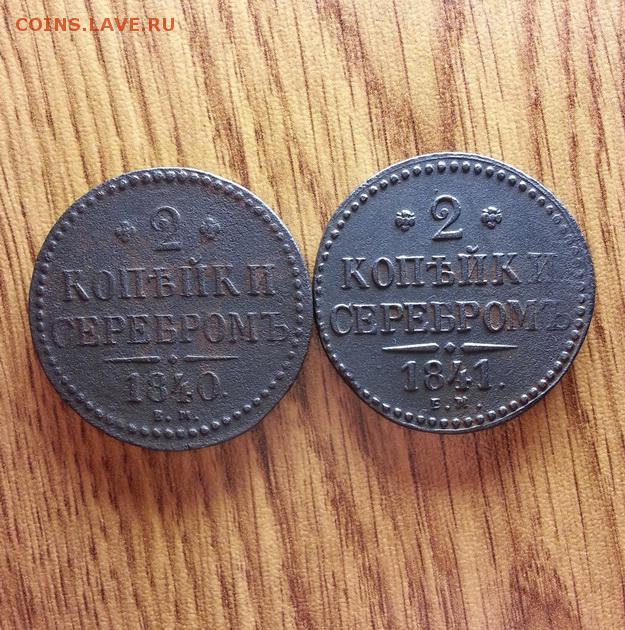 COINS.LAVE.RU
2
КОПѢЙКИ
СЕРЕБРОМЪ
1840.
Е.М.
2
КОПѢЙКИ
СЕРЕБРОМЪ
1841.
Е.М.